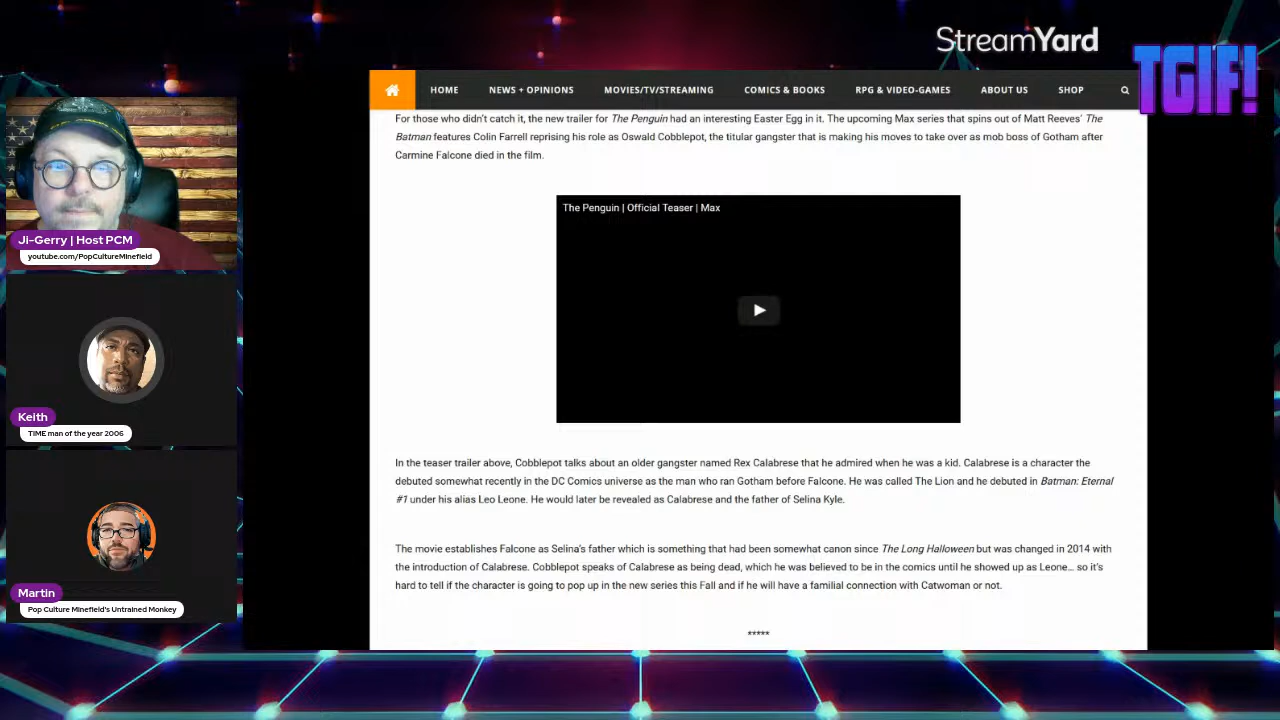 StreamYard
TGIF!
HOME NEWS + OPINIONS MOVIES/TV/STREAMING COMICS & BOOKS RPG & VIDEO-GAMES ABOUT US SHOP
For those who didn't catch it, the new trailer for The Penguin had an interesting Easter Egg in it. The upcoming Max series that spins out of Matt Reeves' The
Batman features Colin Farrell reprising his role as Oswald Cobblepot, the titular gangster that is making his moves to take over as mob boss of Gotham after
Carmine Falcone died in the film.
The Penguin | Official Teaser | Max
In the teaser trailer above, Cobblepot talks about an older gangster named Rex Calabrese that he admired when he was a kid. Calabrese is a character the
debuted somewhat recently in the DC Comics universe as the man who ran Gotham before Falcone. He was called The Lion and he debuted in Batman: Eternal
#1 under his alias Leo Leone. He would later be revealed as Calabrese and the father of Selina Kyle.
The movie establishes Falcone as Selina's father which is something that had been somewhat canon since The Long Halloween but was changed in 2014 with
the introduction of Calabrese. Cobblepot speaks of Calabrese as being dead, which he was believed to be in the comics until he showed up as Leone... so it's
hard to tell if the character is going to pop up in the new series this Fall and if he will have a familial connection with Catwoman or not.
*****
Ji-Gerry | Host PCM
youtube.com/PopCultureMinefield
Keith
TIME man of the year 2006
Martin
Pop Culture Minefield's Untrained Monkey